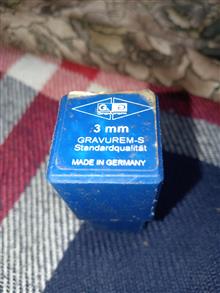 G D
3 mm
GRAVUREM-S
Standardqualität
MADE IN GERMANY